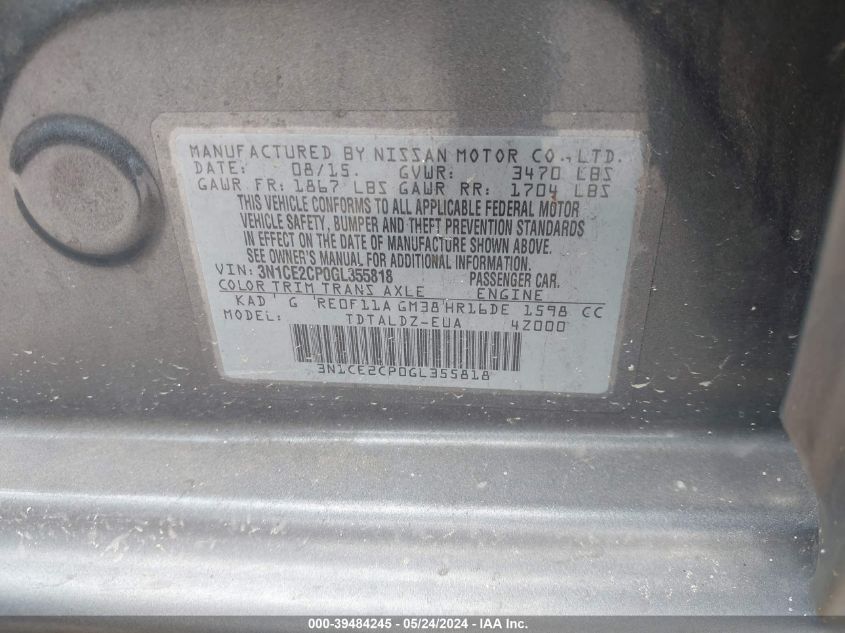 MANUFACTURED BY NISSAN MOTOR CO., LTD.
DATE: 08/15. GVWR: 3470 LBS
GAWR FR: 1867 LBS GAWR RR: 1704 LBS
THIS VEHICLE CONFORMS TO ALL APPLICABLE FEDERAL MOTOR
VEHICLE SAFETY, BUMPER AND THEFT PREVENTION STANDARDS
IN EFFECT ON THE DATE OF MANUFACTURE SHOWN ABOVE.
SEE OWNER'S MANUAL FOR ADDITIONAL INFORMATION.
VIN: 3N1CE2CP0GL355818 PASSENGER CAR.
COLOR TRIM TRANS AXLE ENGINE
KAD G RE0F11A GM38 HR16DE 1598 CC
MODEL: TDTALDZ-EUA 4Z000
3N1CE2CP0GL355818
000-39484245 - 05/24/2024 - IAA Inc.